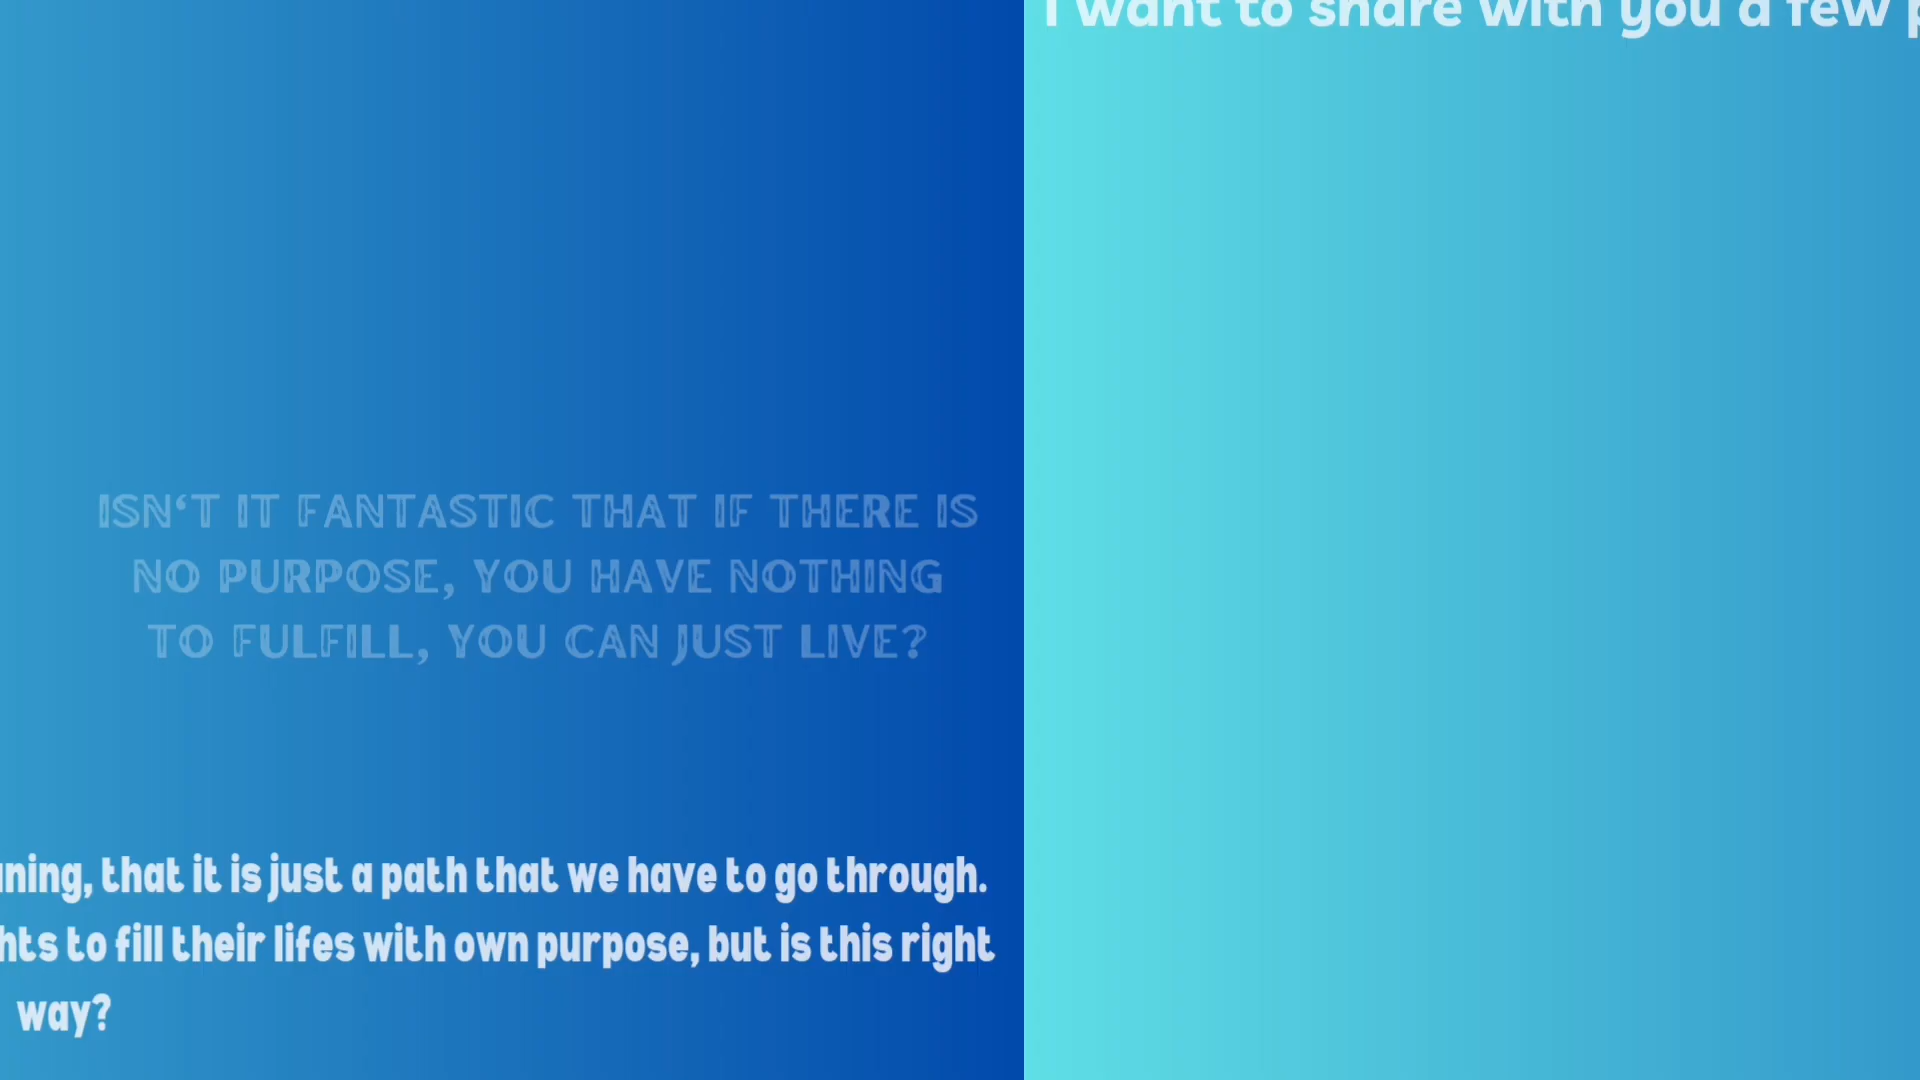 I want to share with you a few
ISN‘T IT FANTASTIC THAT IF THERE IS
NO PURPOSE, YOU HAVE NOTHING
TO FULFILL, YOU CAN JUST LIVE?
that it is just a path that we have to go through.
to fill their lifes with own purpose, but is this right
way?